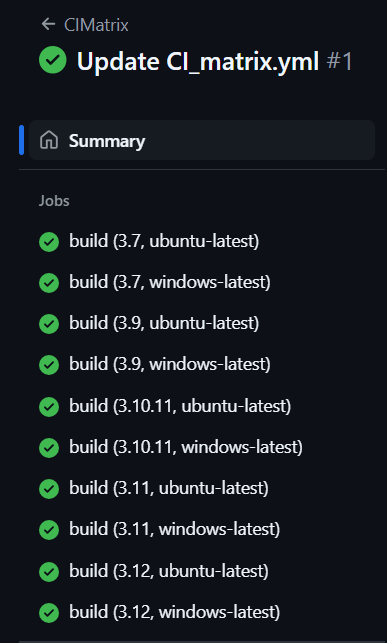 ← CIMatrix
Update CI_matrix.yml #1
Summary
Jobs
build (3.7, ubuntu-latest)
build (3.7, windows-latest)
build (3.9, ubuntu-latest)
build (3.9, windows-latest)
build (3.10.11, ubuntu-latest)
build (3.10.11, windows-latest)
build (3.11, ubuntu-latest)
build (3.11, windows-latest)
build (3.12, ubuntu-latest)
build (3.12, windows-latest)